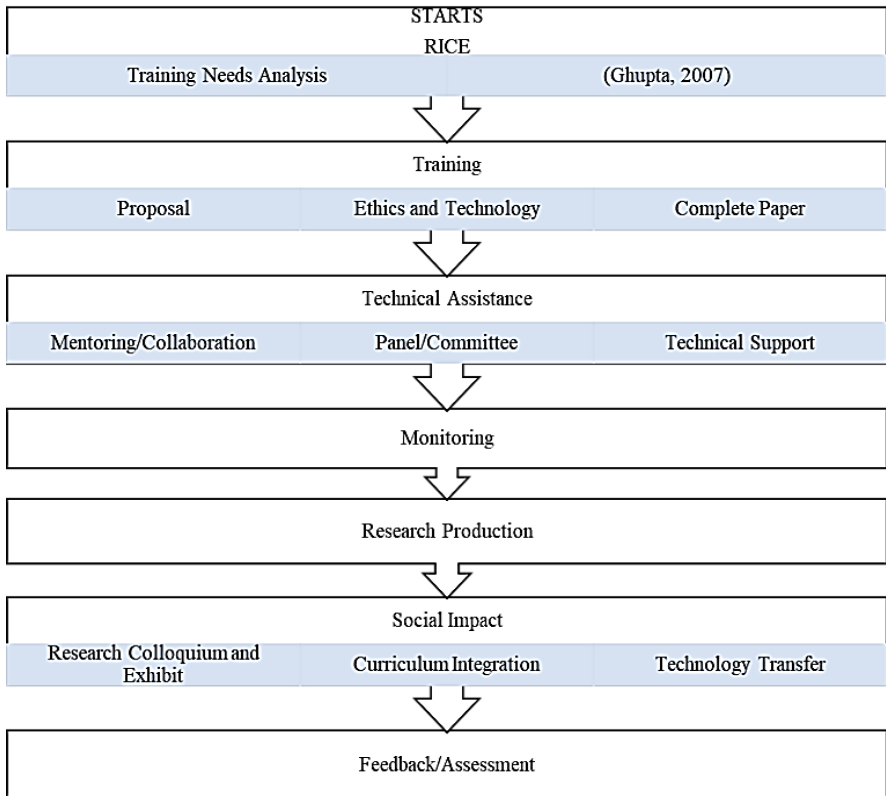 STARTS
RICE
Training Needs Analysis (Ghupta, 2007)
Training
Proposal Ethics and Technology Complete Paper
Technical Assistance
Mentoring/Collaboration Panel/Committee Technical Support
Monitoring
Research Production
Social Impact
Research Colloquium and
Exhibit Curriculum Integration Technology Transfer
Feedback/Assessment